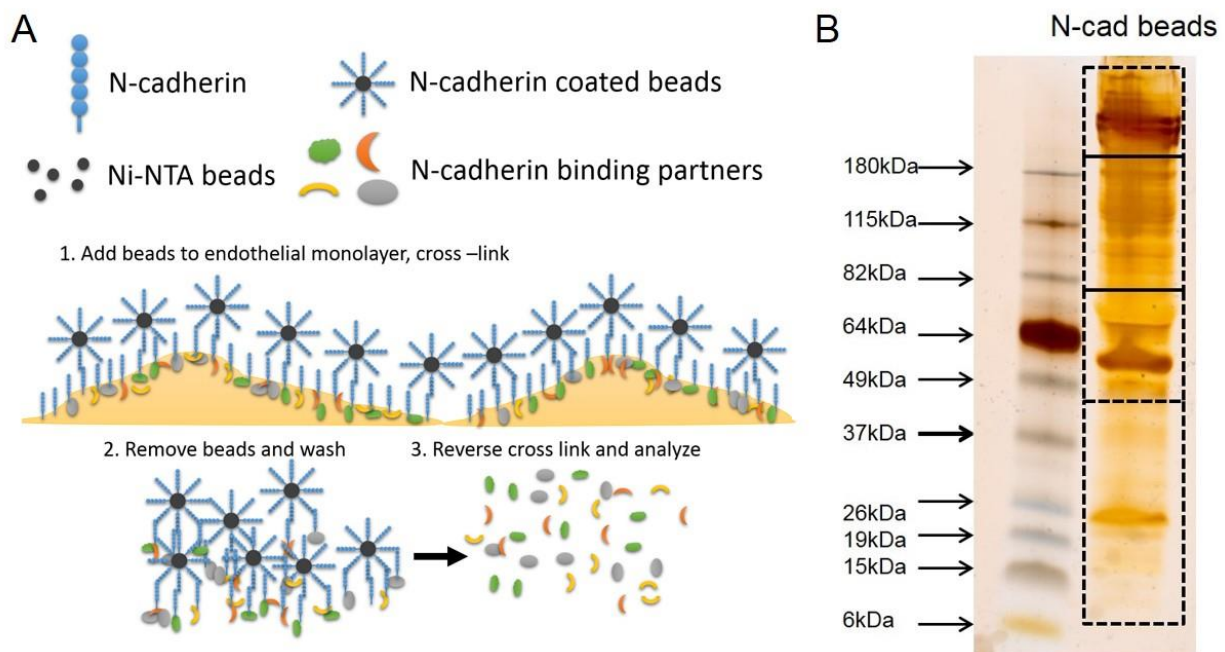 A
N-cadherin
N-cadherin coated beads
Ni-NTA beads
N-cadherin binding partners
1. Add beads to endothelial monolayer, cross –link
2. Remove beads and wash
3. Reverse cross link and analyze
B
N-cad beads
180kDa
115kDa
82kDa
64kDa
49kDa
37kDa
26kDa
19kDa
15kDa
6kDa